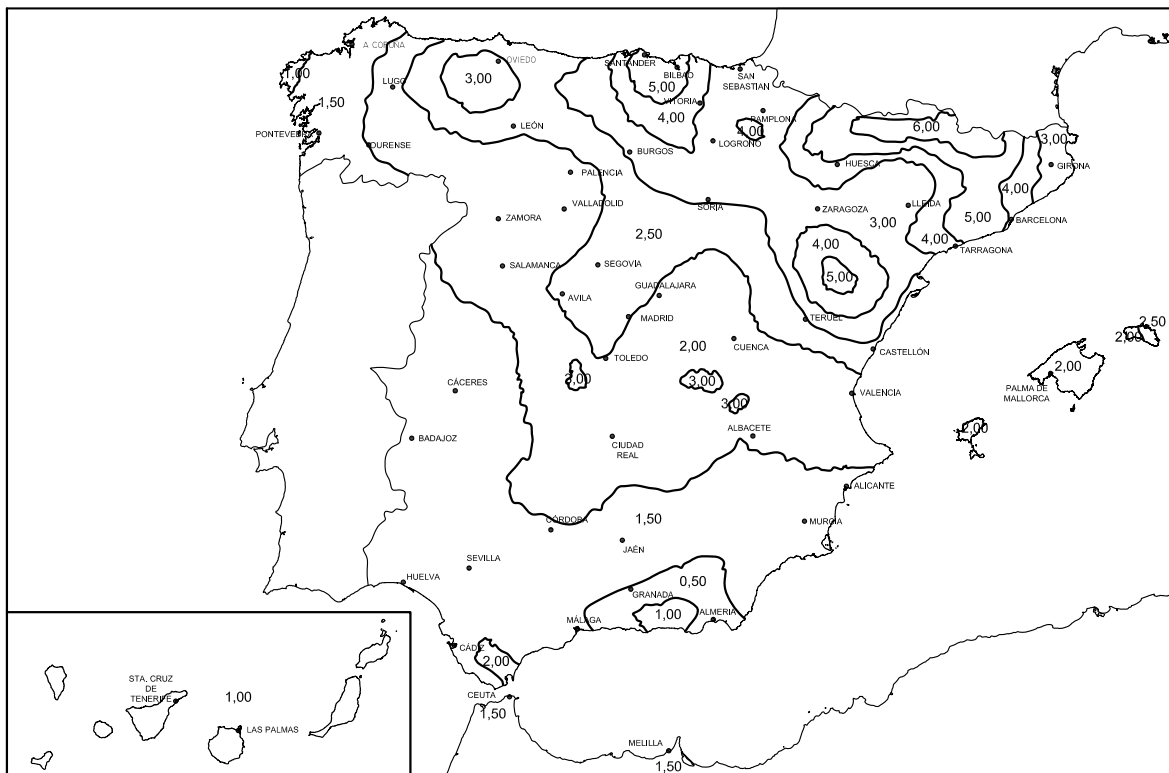 A CORUÑA
OVIEDO
SANTANDER
BILBAO
SAN
SEBASTIAN
1,00
LUGO
3,00
5,00
VITORIA
1,50
4,00
PAMPLONA
4,00
6,00
PONTEVEDRA
OURENSE
LEÓN
BURGOS
LOGROÑO
HUESCA
3,00
GIRONA
PALENCIA
4,00
ZAMORA
VALLADOLID
SORIA
ZARAGOZA
LLEIDA
3,00
5,00
BARCELONA
2,50
4,00
4,00
TARRAGONA
SALAMANCA
SEGOVIA
5,00
AVILA
GUADALAJARA
MADRID
TERUEL
2,50
2,00
TOLEDO
2,00
CUENCA
CASTELLÓN
2,00
CÁCERES
3,00
3,00
3,00
VALENCIA
PALMA DE
MALLORCA
BADAJOZ
CIUDAD
REAL
ALBACETE
2,00
ALICANTE
CÓRDOBA
1,50
MURCIA
JAÉN
SEVILLA
HUELVA
GRANADA
0,50
1,00
MÁLAGA
ALMERIA
CÁDIZ
2,00
CEUTA
1,50
MELILLA
1,50
STA. CRUZ
DE
TENERIFE
1,00
LAS PALMAS